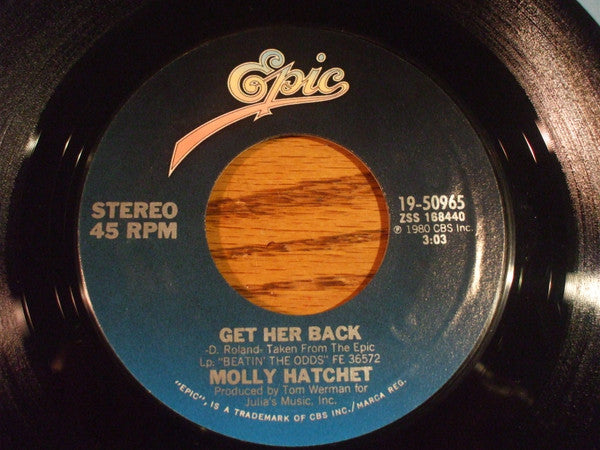 Epic
STEREO
45 RPM
19-50965
ZSS 168440
℗ 1980 CBS Inc.
3:03
GET HER BACK
-D. Roland- Taken From The Epic
Lp: "BEATIN' THE ODDS" FE 36572
MOLLY HATCHET
Produced by Tom Werman for
Julia's Music, Inc.
"EPIC", IS A TRADEMARK OF CBS INC./MARCA REG.